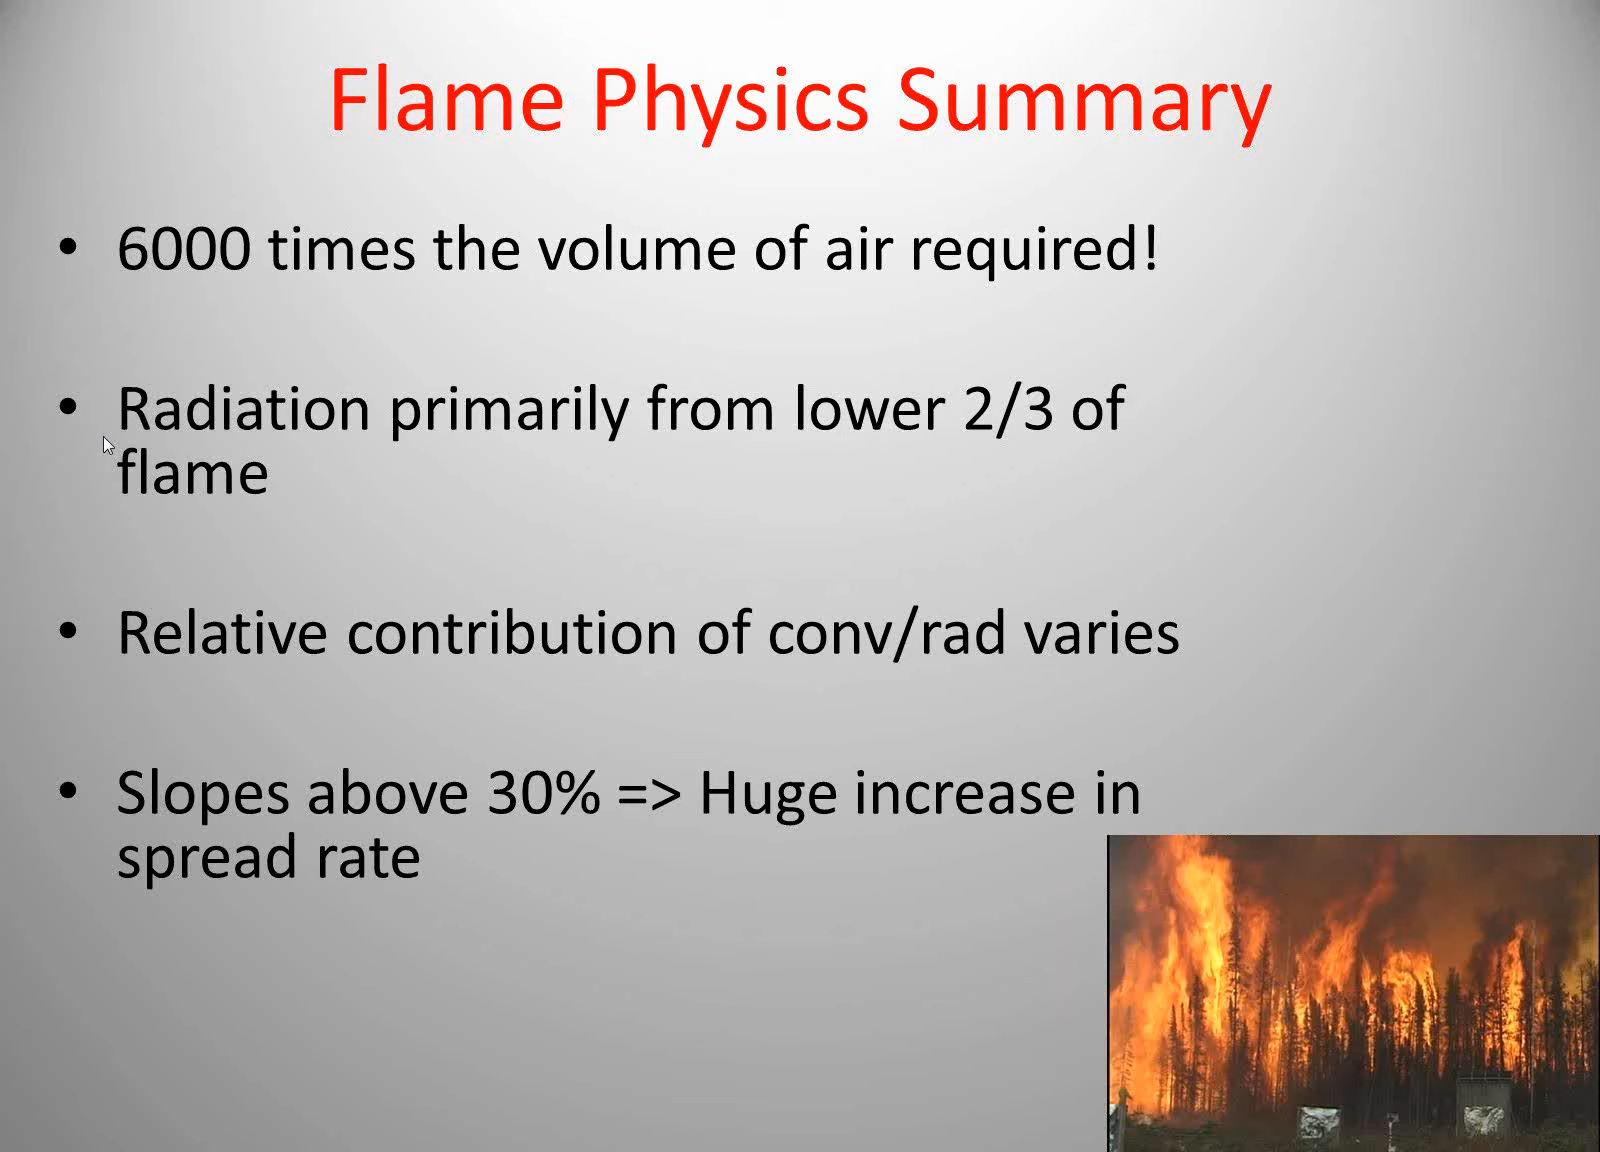 Flame Physics Summary
• 6000 times the volume of air required!
• Radiation primarily from lower 2/3 of
flame
• Relative contribution of conv/rad varies
• Slopes above 30% => Huge increase in
spread rate